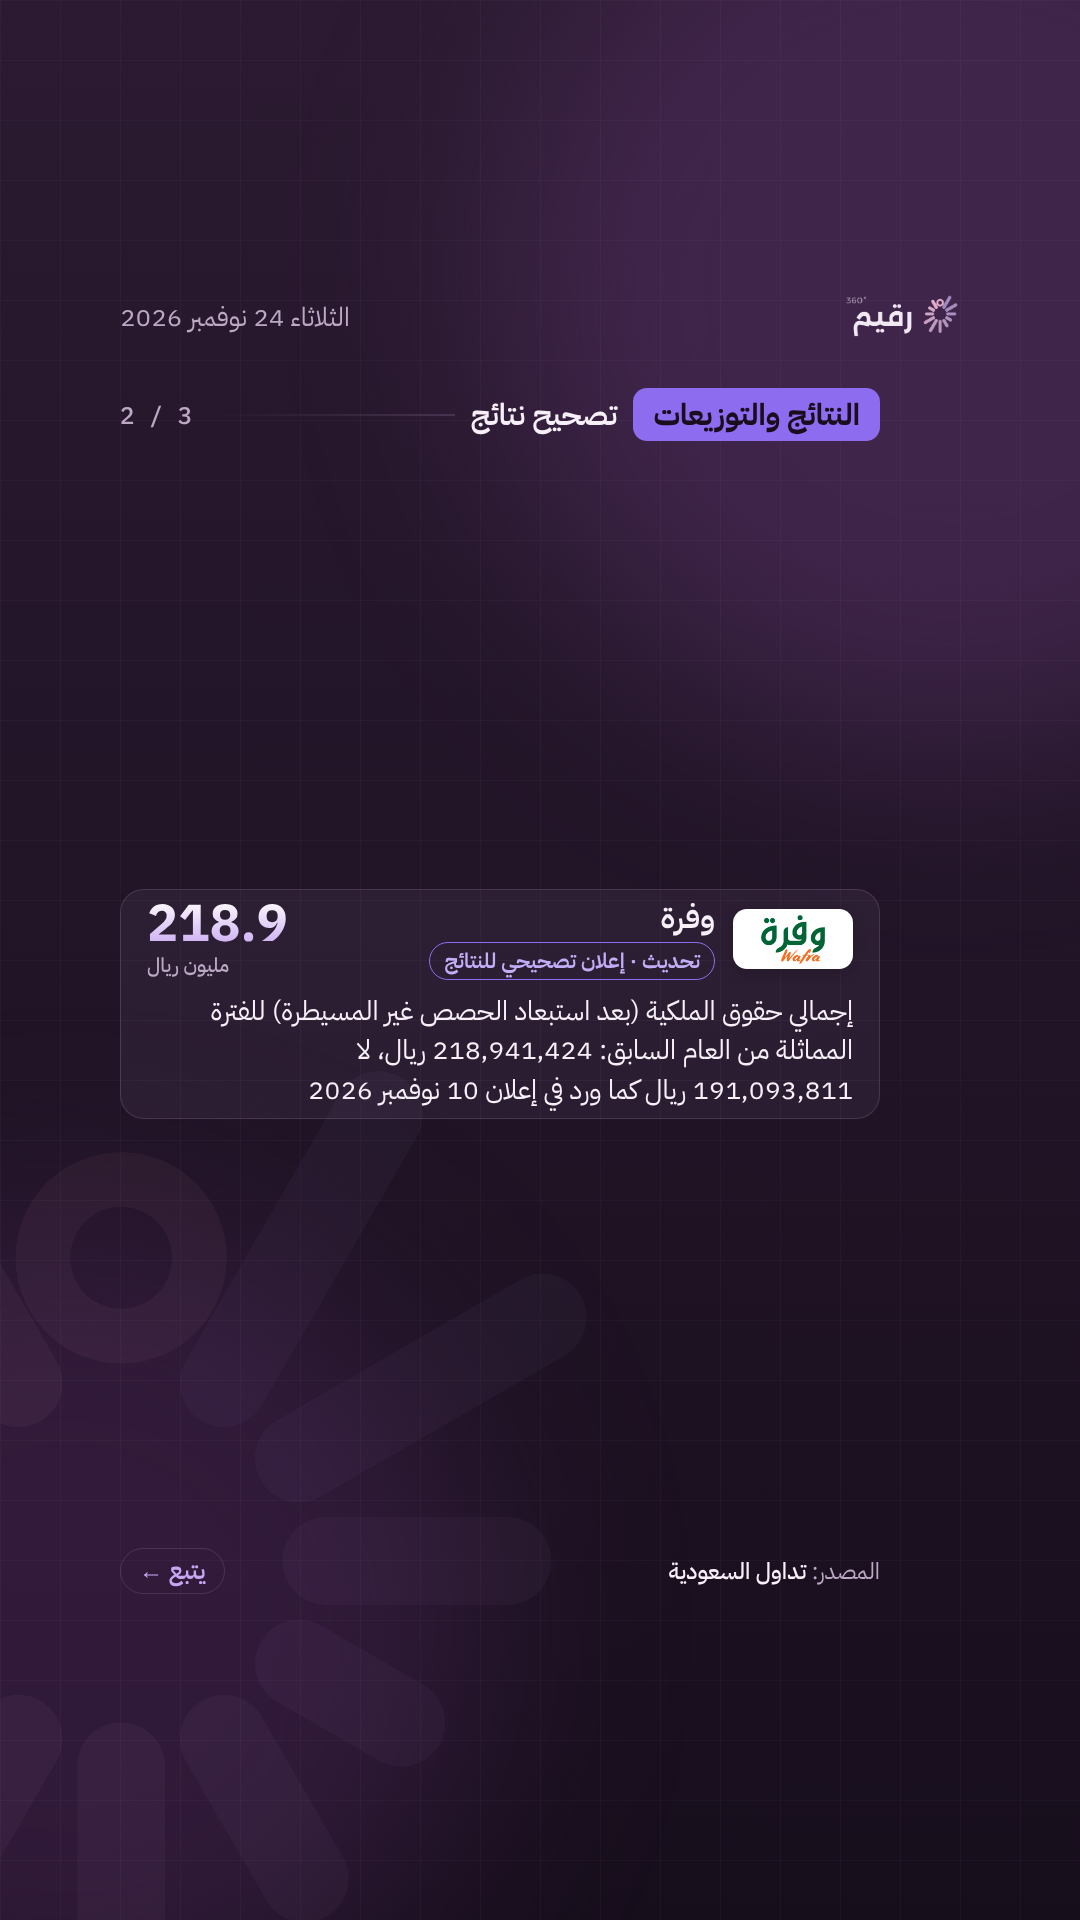 رقيم
360°
الثلاثاء 24 نوفمبر 2026
النتائج والتوزيعات تصحيح نتائج
2 / 3
وفرة
Wafra
وفرة
تحديث · إعلان تصحيحي للنتائج
218.9
مليون ريال
إجمالي حقوق الملكية (بعد استبعاد الحصص غير المسيطرة) للفترة
المماثلة من العام السابق: 218,941,424 ريال، لا
191,093,811 ريال كما ورد في إعلان 10 نوفمبر 2026
المصدر: تداول السعودية
يتبع ←